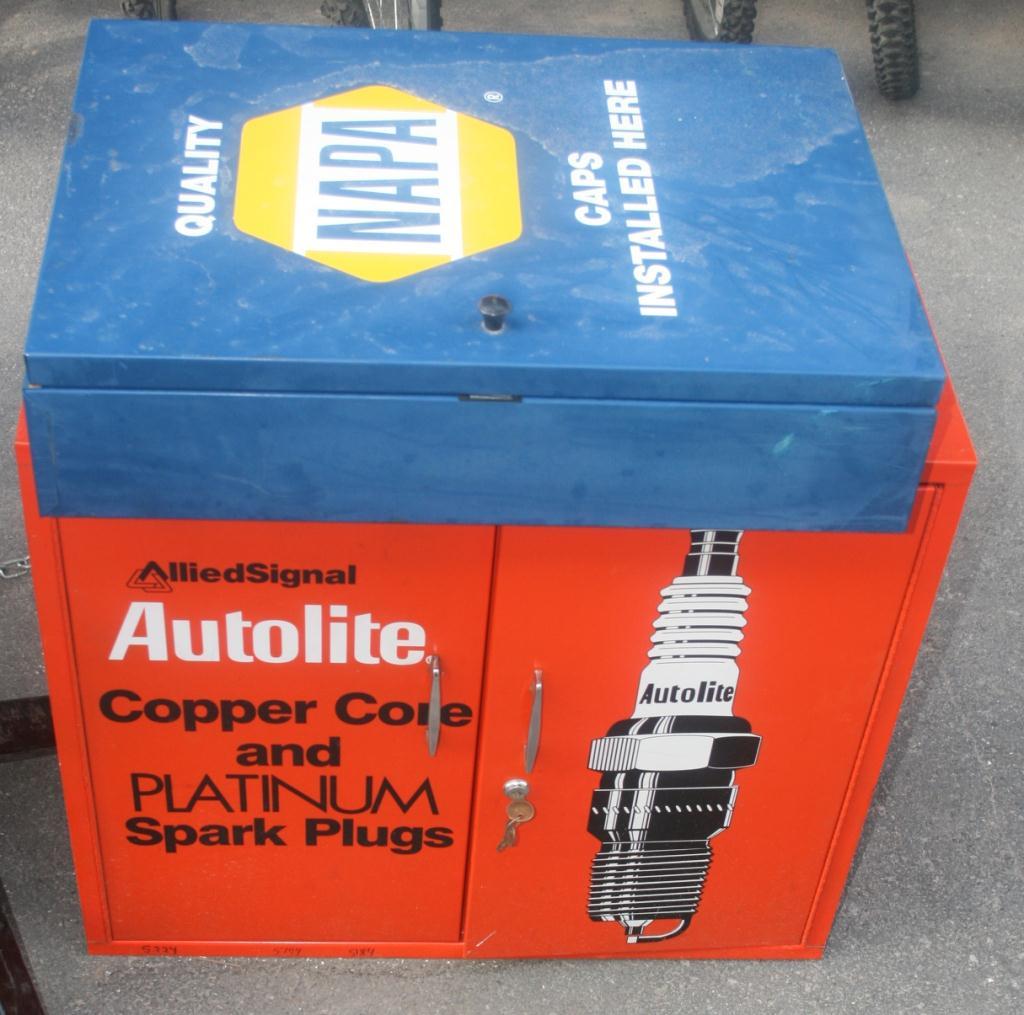 QUALITY
NAPA
®
CAPS
INSTALLED HERE
AlliedSignal
Autolite
Copper Core
and
PLATINUM
Spark Plugs
Autolite